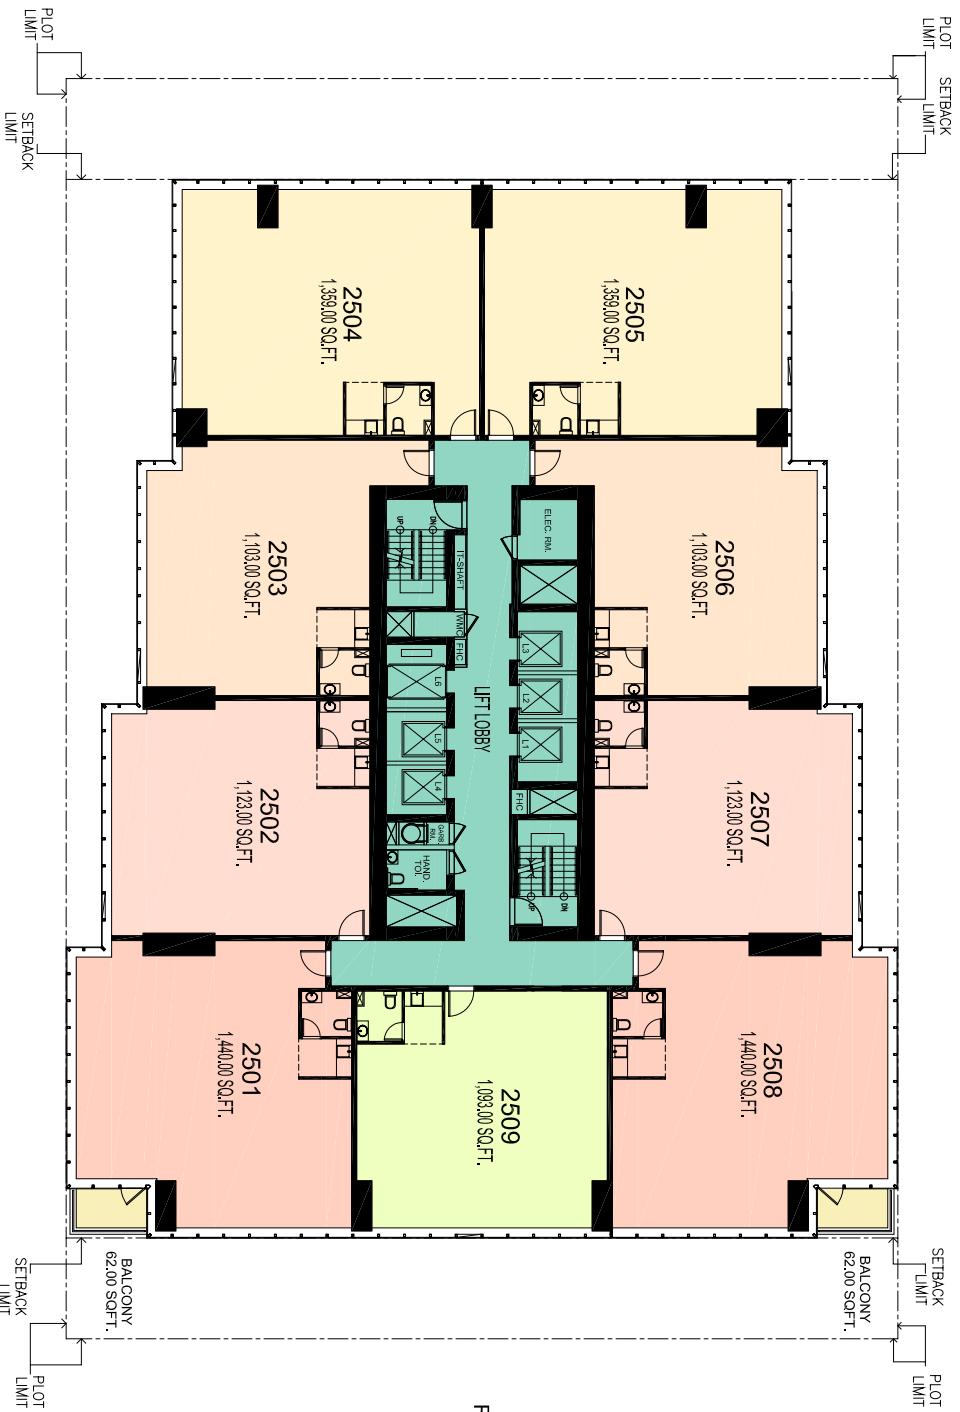 PLOT
LIMIT
SETBACK
LIMIT
PLOT
LIMIT
SETBACK
LIMIT
2504
1,359.00 SQ.FT.
2505
1,359.00 SQ.FT.
2503
1,103.00 SQ.FT.
2506
1,103.00 SQ.FT.
ELEC. RM.
UP
DN
IT-SHAFT
WMC
FHC
L6
L5
L4
L3
L2
L1
LIFT LOBBY
FHC
GARB.
RM.
HAND.
TOI.
UP
DN
2502
1,123.00 SQ.FT.
2507
1,123.00 SQ.FT.
2501
1,440.00 SQ.FT.
2509
1,093.00 SQ.FT.
2508
1,440.00 SQ.FT.
BALCONY
62.00 SQFT.
BALCONY
62.00 SQFT.
SETBACK
LIMIT
SETBACK
LIMIT
PLOT
LIMIT
PLOT
LIMIT